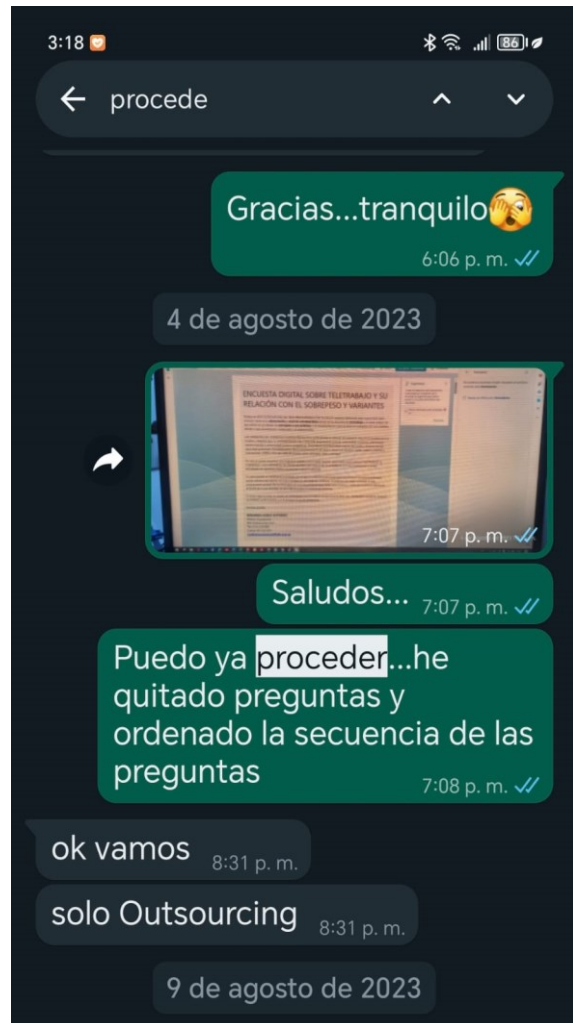 3:18
86
procede
Gracias...tranquilo
6:06 p. m.
4 de agosto de 2023
ENCUESTA DIGITAL SOBRE TELETRABAJO Y SU
RELACIÓN CON EL SOBREPESO Y VARIANTES
7:07 p. m.
Saludos...
7:07 p. m.
Puedo ya proceder...he
quitado preguntas y
ordenado la secuencia de las
preguntas
7:08 p. m.
ok vamos
8:31 p. m.
solo Outsourcing
8:31 p. m.
9 de agosto de 2023